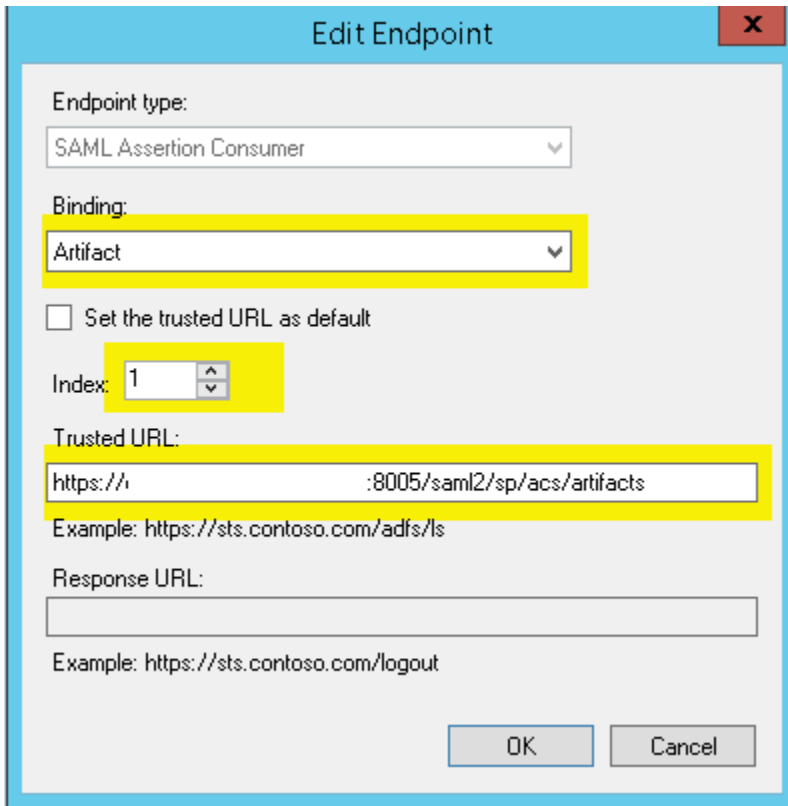 Edit Endpoint
x
Endpoint type:
SAML Assertion Consumer
Binding:
Artifact
Set the trusted URL as default
Index: 1
Trusted URL:
https:// :8005/saml2/sp/acs/artifacts
Example: https://sts.contoso.com/adfs/ls
Response URL:
Example: https://sts.contoso.com/logout
OK Cancel